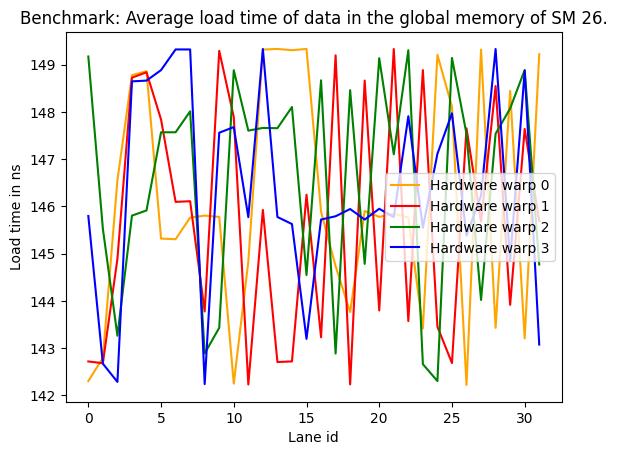 Benchmark: Average load time of data in the global memory of SM 26.
149
148
147
146
145
144
143
142
Load time in ns
Hardware warp 0
Hardware warp 1
Hardware warp 2
Hardware warp 3
0 5 10 15 20 25 30
Lane id